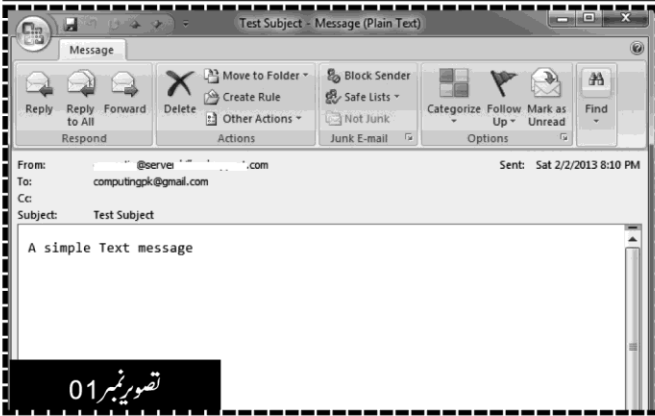 Test Subject - Message (Plain Text)
Message
Reply
Reply to All
Forward
Respond
Delete
Move to Folder
Create Rule
Other Actions
Actions
Block Sender
Safe Lists
Not Junk
Junk E-mail
Categorize
Follow Up
Mark as Unread
Options
Find
From: @server .com
Sent: Sat 2/2/2013 8:10 PM
To: computingpk@gmail.com
Cc:
Subject: Test Subject
A simple Text message
تصویر نمبر 01